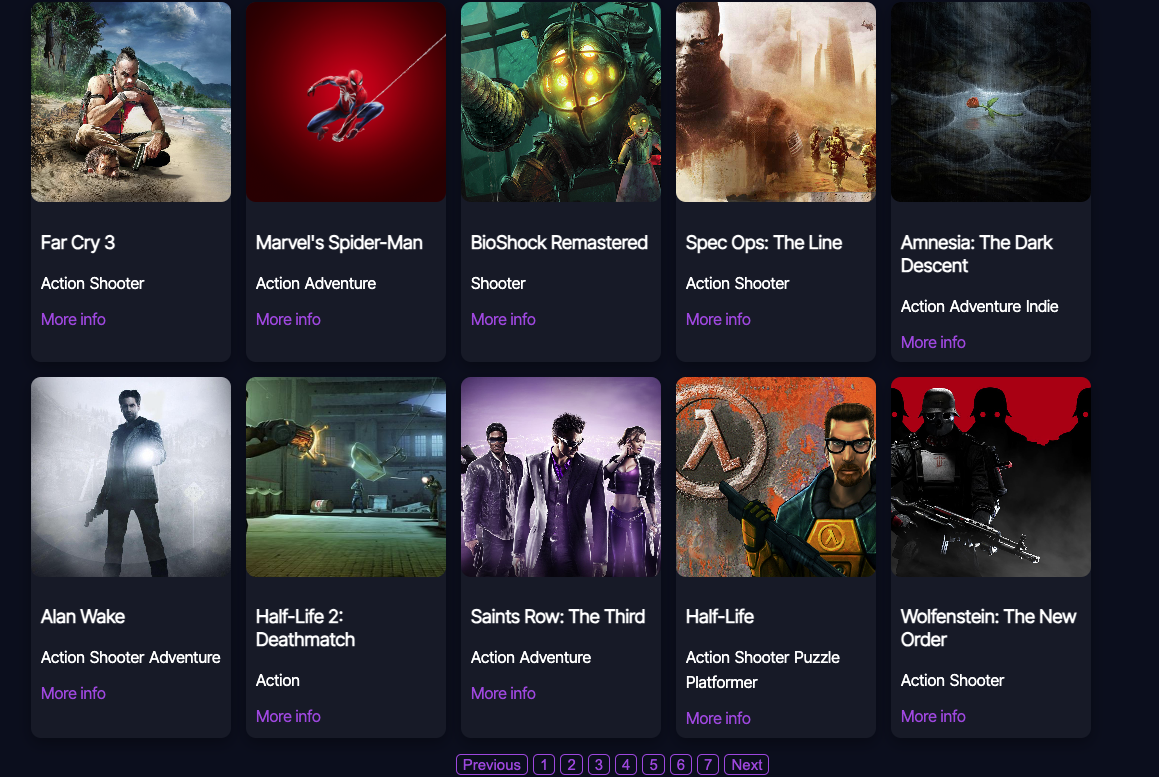 Far Cry 3
Action Shooter
More info
Marvel's Spider-Man
Action Adventure
More info
BioShock Remastered
Shooter
More info
Spec Ops: The Line
Action Shooter
More info
Amnesia: The Dark
Descent
Action Adventure Indie
More info
Alan Wake
Action Shooter Adventure
More info
Half-Life 2:
Deathmatch
Action
More info
Saints Row: The Third
Action Adventure
More info
Half-Life
Action Shooter Puzzle
Platformer
More info
Wolfenstein: The New
Order
Action Shooter
More info
Previous 1 2 3 4 5 6 7 Next